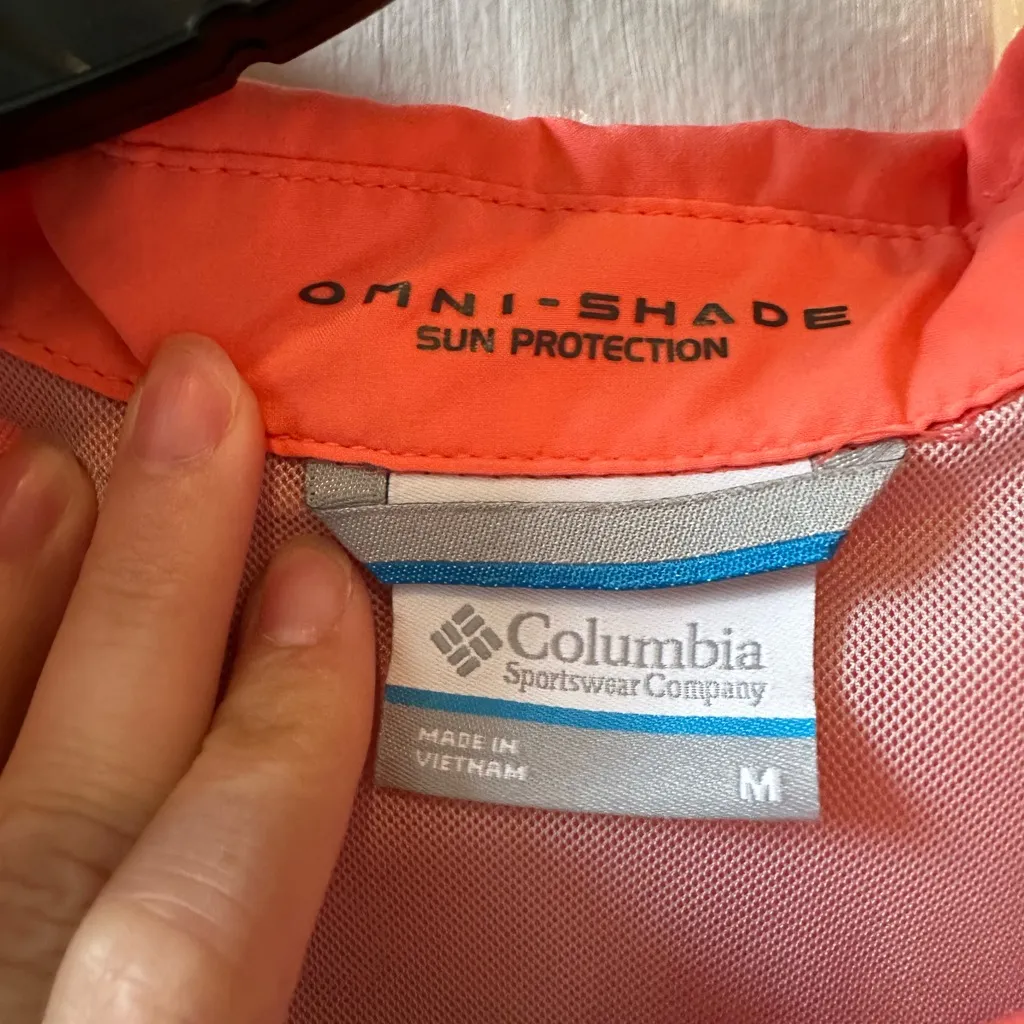 OMNI-SHADE
SUN PROTECTION
Columbia
Sportswear Company
MADE IN
VIETNAM
M